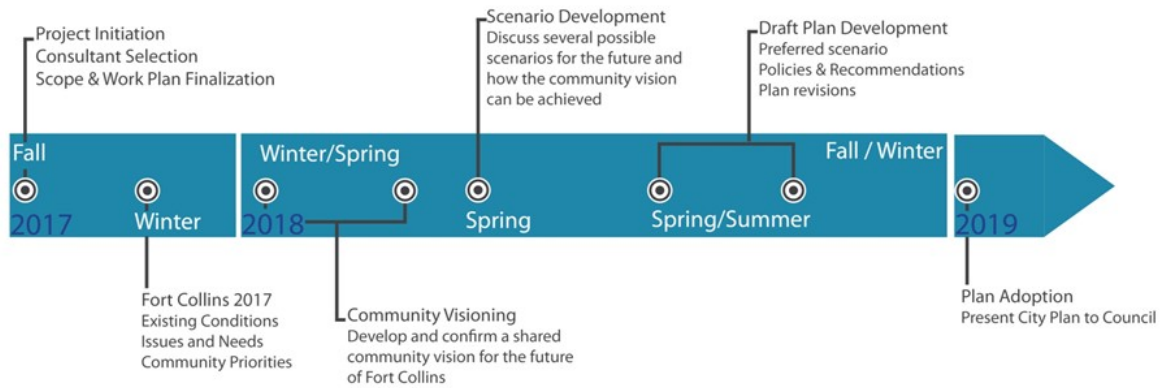 Project Initiation
Consultant Selection
Scope & Work Plan Finalization
Scenario Development
Discuss several possible
scenarios for the future and
how the community vision
can be achieved
Draft Plan Development
Preferred scenario
Policies & Recommendations
Plan revisions
Fall
Winter/Spring
Fall / Winter
2017
Winter
2018
Spring
Spring/Summer
2019
Fort Collins 2017
Existing Conditions
Issues and Needs
Community Priorities
Community Visioning
Develop and confirm a shared
community vision for the future
of Fort Collins
Plan Adoption
Present City Plan to Council